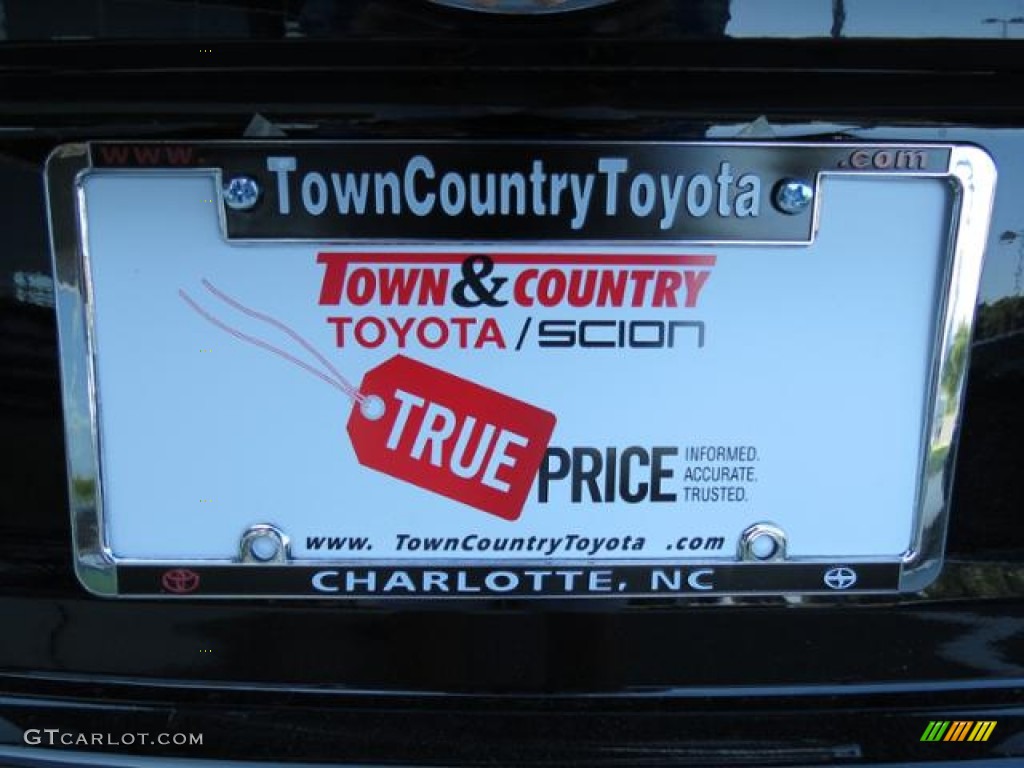 www. TownCountryToyota .com
TOWN & COUNTRY
TOYOTA / SCION
TRUE PRICE
INFORMED.
ACCURATE.
TRUSTED.
www. TownCountryToyota .com
CHARLOTTE, NC
GTCARLOT.COM